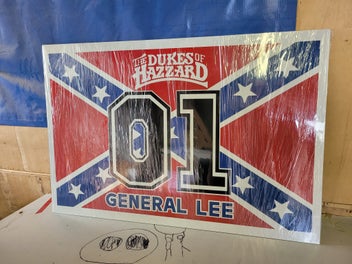 THE DUKES OF
HAZZARD
01
GENERAL LEE